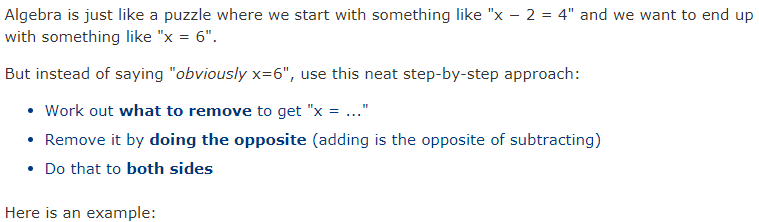 Algebra is just like a puzzle where we start with something like "x − 2 = 4" and we want to end up
with something like "x = 6".
But instead of saying "obviously x=6", use this neat step-by-step approach:
• Work out what to remove to get "x = ..."
• Remove it by doing the opposite (adding is the opposite of subtracting)
• Do that to both sides
Here is an example: